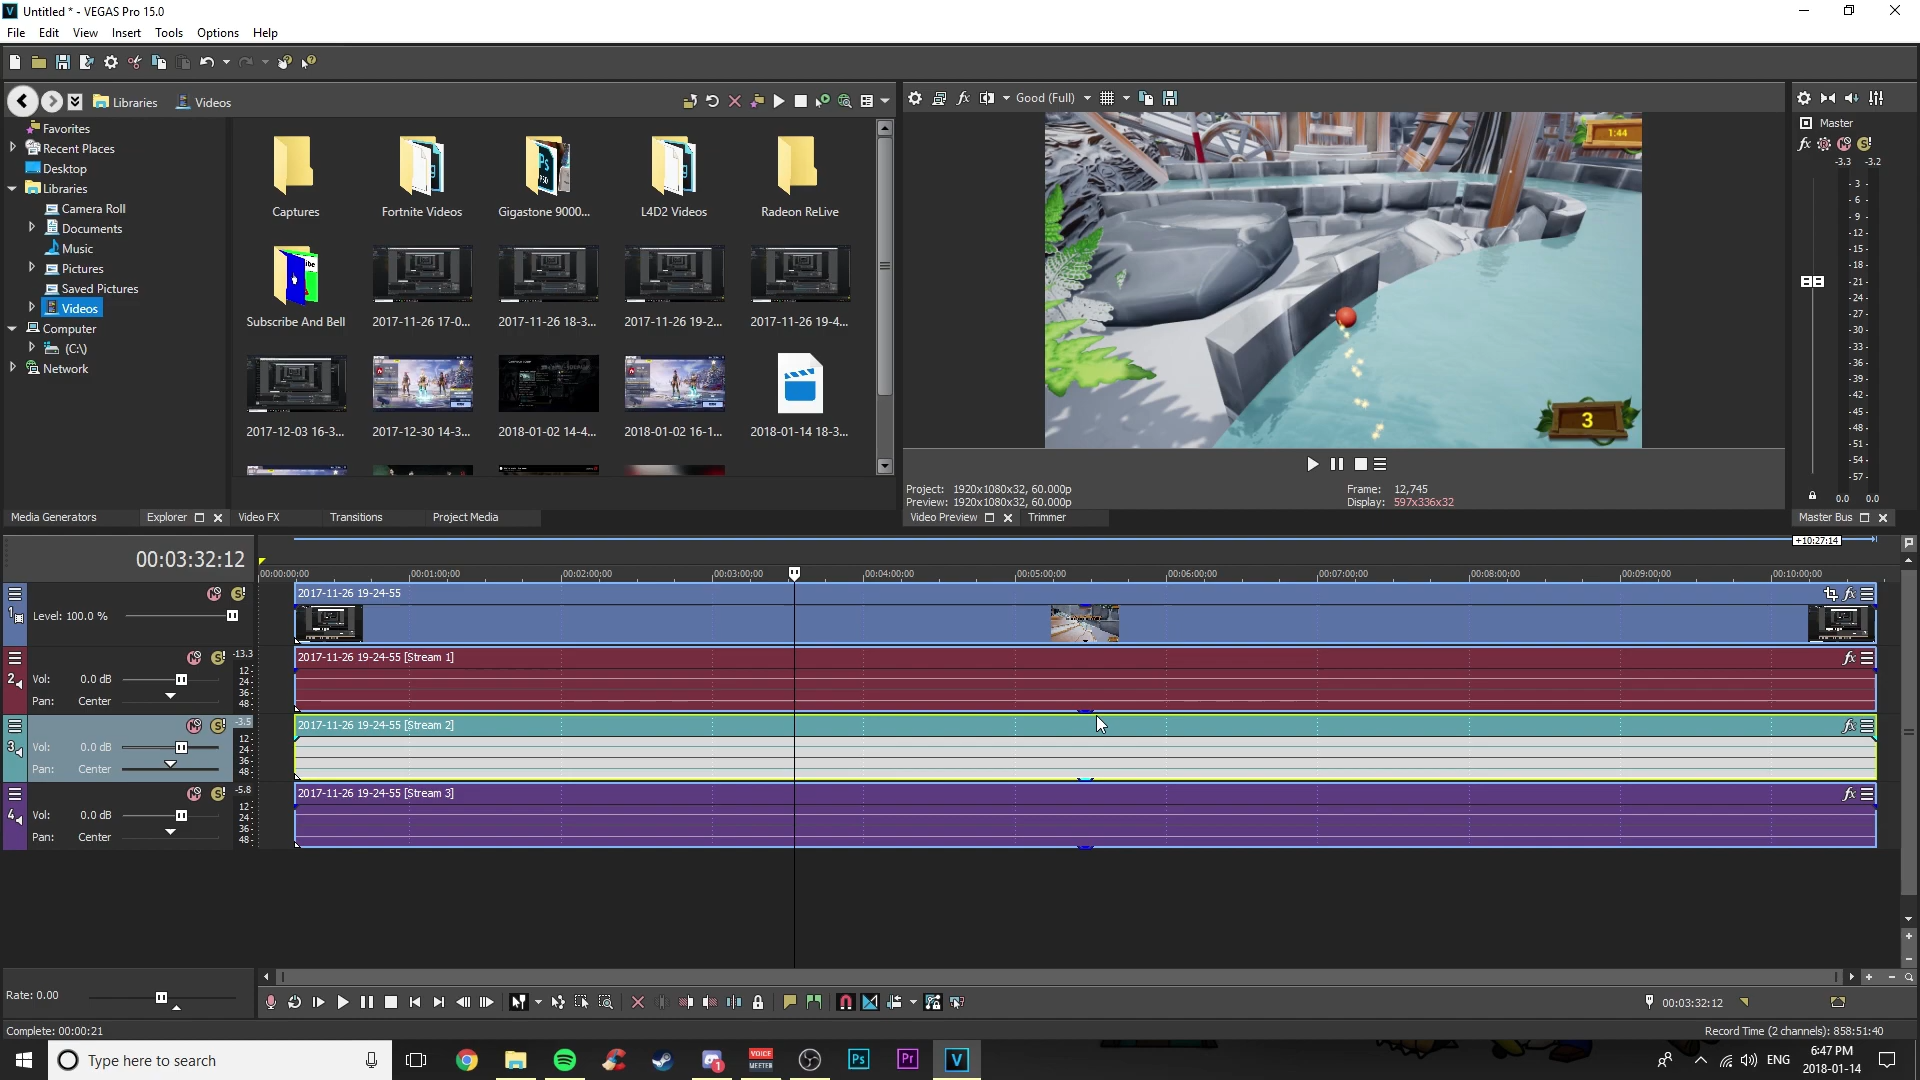 Untitled * - VEGAS Pro 15.0
File Edit View Insert Tools Options Help
Libraries Videos
Good (Full)
Favorites
Recent Places
Desktop
Libraries
Camera Roll
Documents
Music
Pictures
Saved Pictures
Videos
Computer
(C:\)
Network
Captures
Fortnite Videos
Gigastone 9000...
L4D2 Videos
Radeon ReLive
Subscribe And Bell
2017-11-26 17-0...
2017-11-26 18-3...
2017-11-26 19-2...
2017-11-26 19-4...
2017-12-03 16-3...
2017-12-30 14-3...
2018-01-02 14-4...
2018-01-02 16-1...
2018-01-14 18-3...
1:44
3
Project: 1920x1080x32, 60.000p
Preview: 1920x1080x32, 60.000p
Frame: 12,745
Display: 597x336x32
Master
-3.3 -3.2
- 3 -
- 6 -
- 9 -
- 12 -
- 15 -
- 18 -
- 21 -
- 24 -
- 27 -
- 30 -
- 33 -
- 36 -
- 39 -
- 42 -
- 45 -
- 48 -
- 51 -
- 54 -
- 57 -
0.0 0.0
Media Generators Explorer Video FX Transitions Project Media
Video Preview Trimmer
Master Bus
+10:27:14
00:03:32:12
00:00:00:00 00:01:00:00 00:02:00:00 00:03:00:00 00:04:00:00 00:05:00:00 00:06:00:00 00:07:00:00 00:08:00:00 00:09:00:00 00:10:00:00
1
Level: 100.0 %
2017-11-26 19-24-55
2
Vol: 0.0 dB
Pan: Center
-13.3
12
24
36
48
2017-11-26 19-24-55 [Stream 1]
3
Vol: 0.0 dB
Pan: Center
-3.5
12
24
36
48
2017-11-26 19-24-55 [Stream 2]
4
Vol: 0.0 dB
Pan: Center
-5.8
12
24
36
48
2017-11-26 19-24-55 [Stream 3]
Rate: 0.00
00:03:32:12
Complete: 00:00:21
Record Time (2 channels): 858:51:40
Type here to search
VOICE
MEETER
Ps
Pr
V
ENG
6:47 PM
2018-01-14